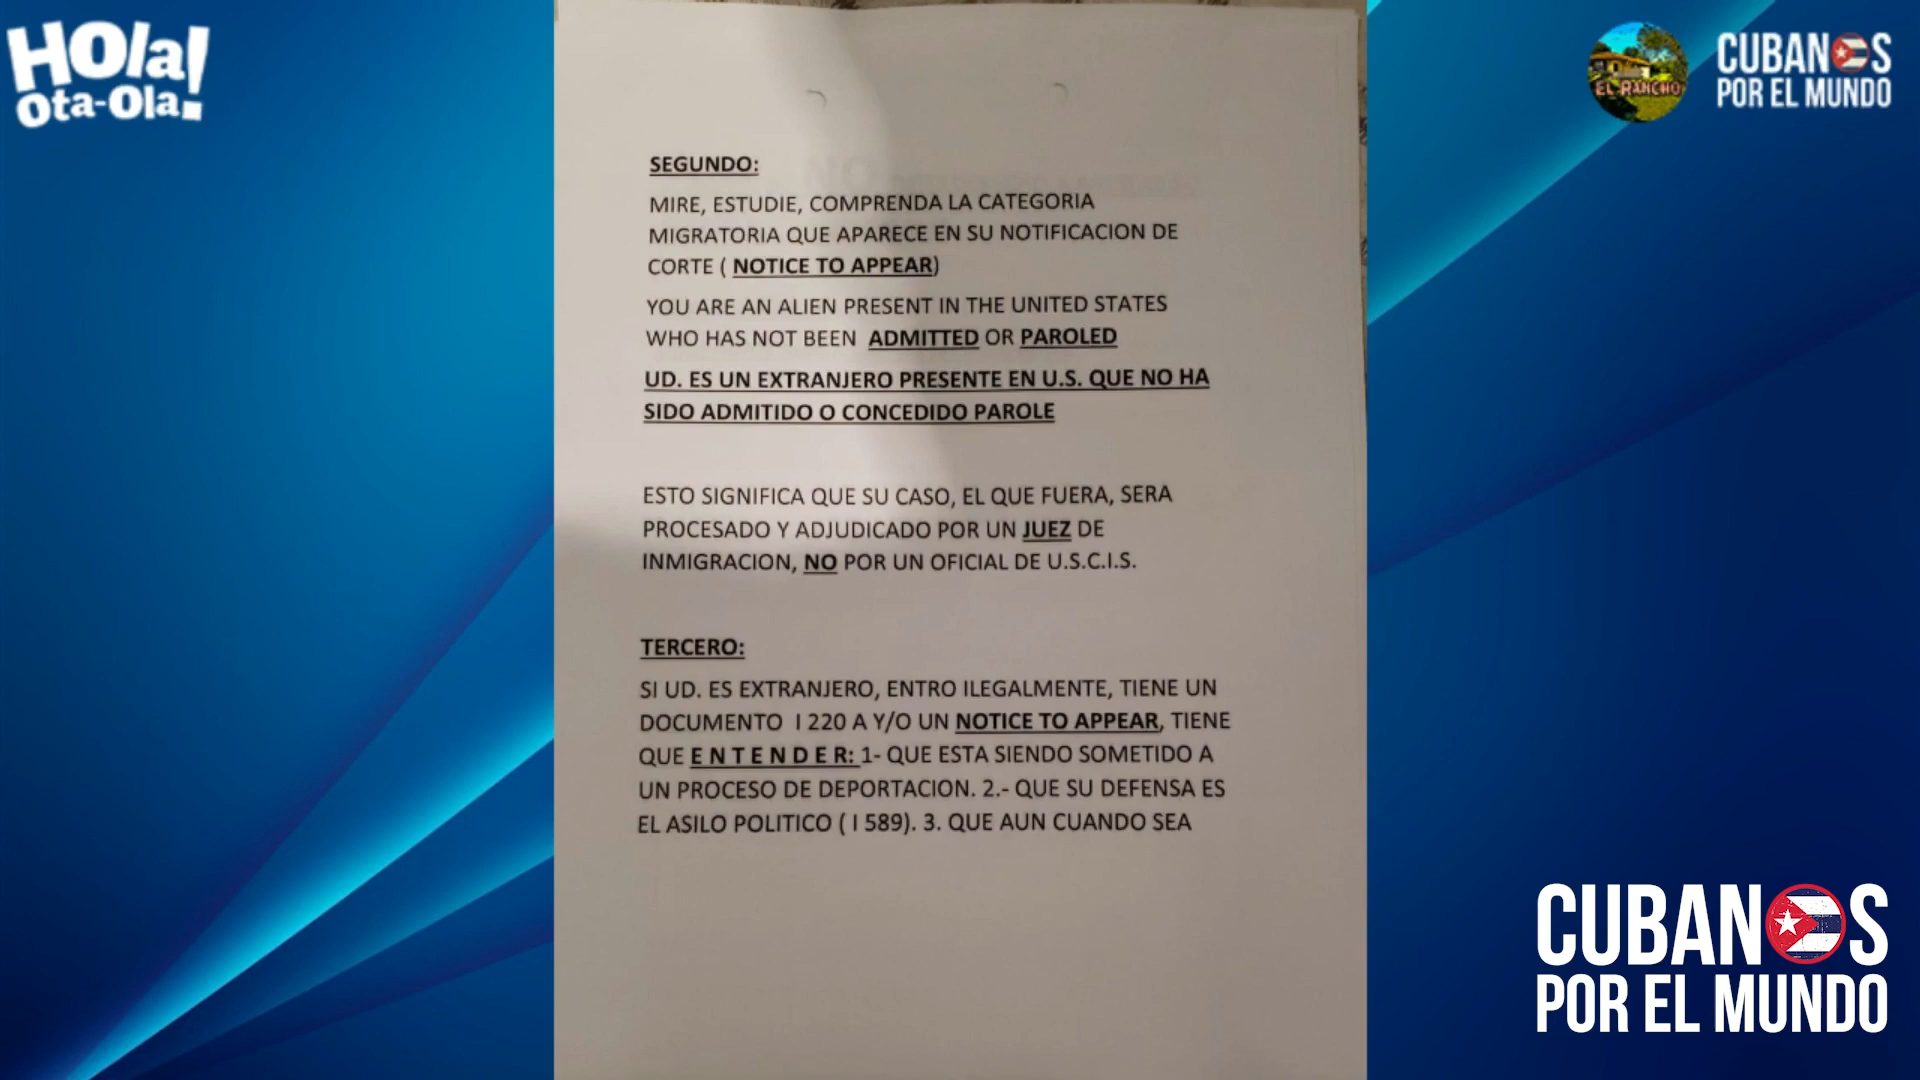 HOla!
Ota-Ola!
EL RANCHO
CUBANOS
POR EL MUNDO
SEGUNDO:
MIRE, ESTUDIE, COMPRENDA LA CATEGORIA
MIGRATORIA QUE APARECE EN SU NOTIFICACION DE
CORTE ( NOTICE TO APPEAR)
YOU ARE AN ALIEN PRESENT IN THE UNITED STATES
WHO HAS NOT BEEN ADMITTED OR PAROLED
UD. ES UN EXTRANJERO PRESENTE EN U.S. QUE NO HA
SIDO ADMITIDO O CONCEDIDO PAROLE
ESTO SIGNIFICA QUE SU CASO, EL QUE FUERA, SERA
PROCESADO Y ADJUDICADO POR UN JUEZ DE
INMIGRACION, NO POR UN OFICIAL DE U.S.C.I.S.
TERCERO:
SI UD. ES EXTRANJERO, ENTRO ILEGALMENTE, TIENE UN
DOCUMENTO I 220 A Y/O UN NOTICE TO APPEAR, TIENE
QUE E N T E N D E R: 1- QUE ESTA SIENDO SOMETIDO A
UN PROCESO DE DEPORTACION. 2.- QUE SU DEFENSA ES
EL ASILO POLITICO ( I 589). 3. QUE AUN CUANDO SEA
CUBANOS
POR EL MUNDO